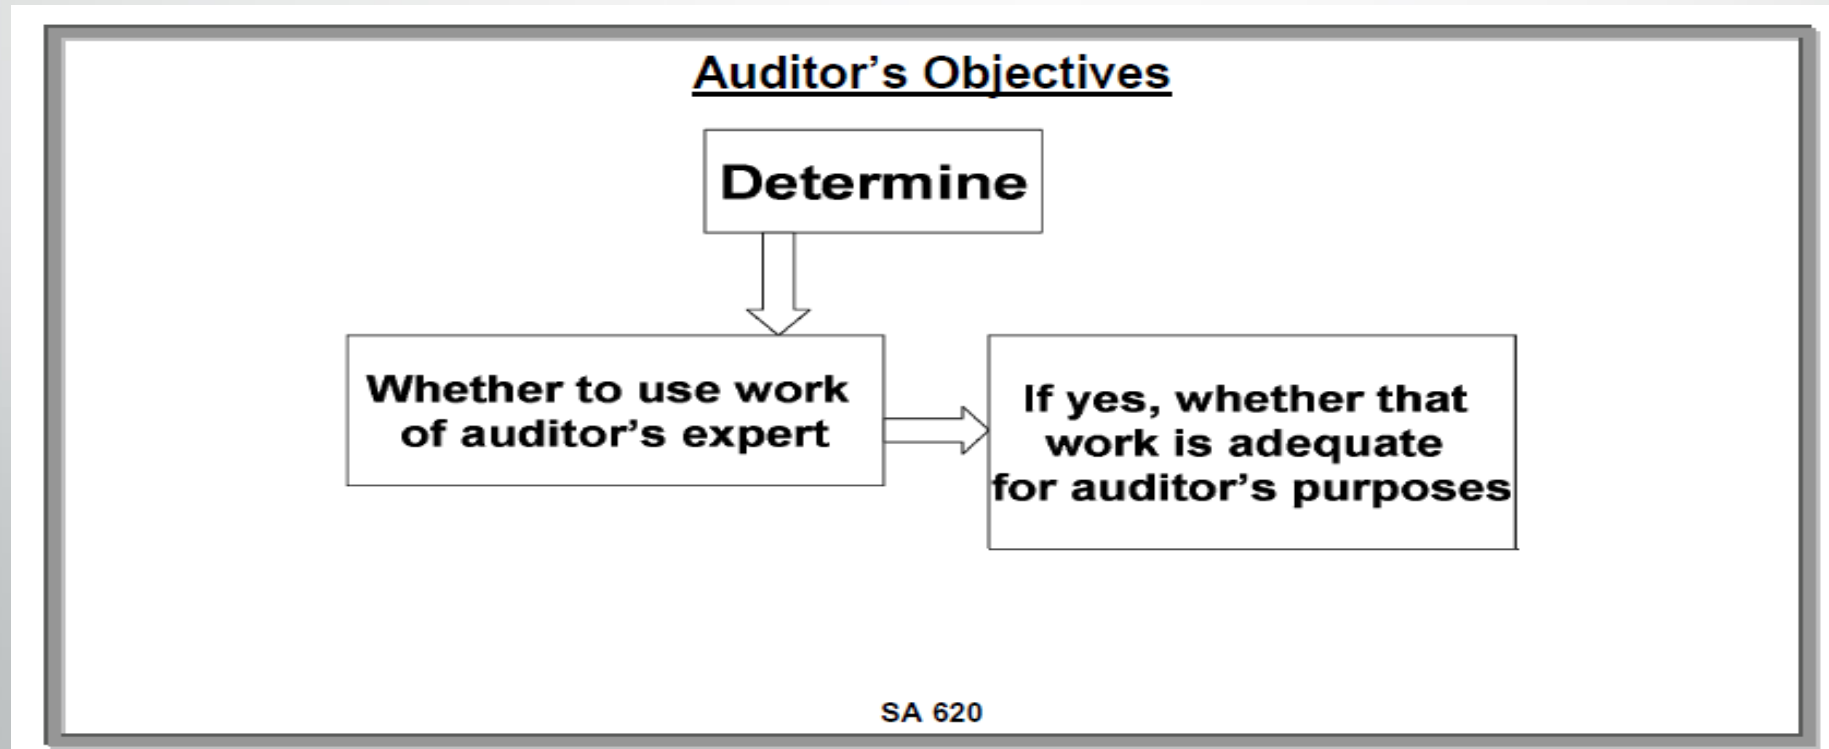 Auditor’s Objectives
Determine
Whether to use work
of auditor’s expert
If yes, whether that
work is adequate
for auditor’s purposes
SA 620